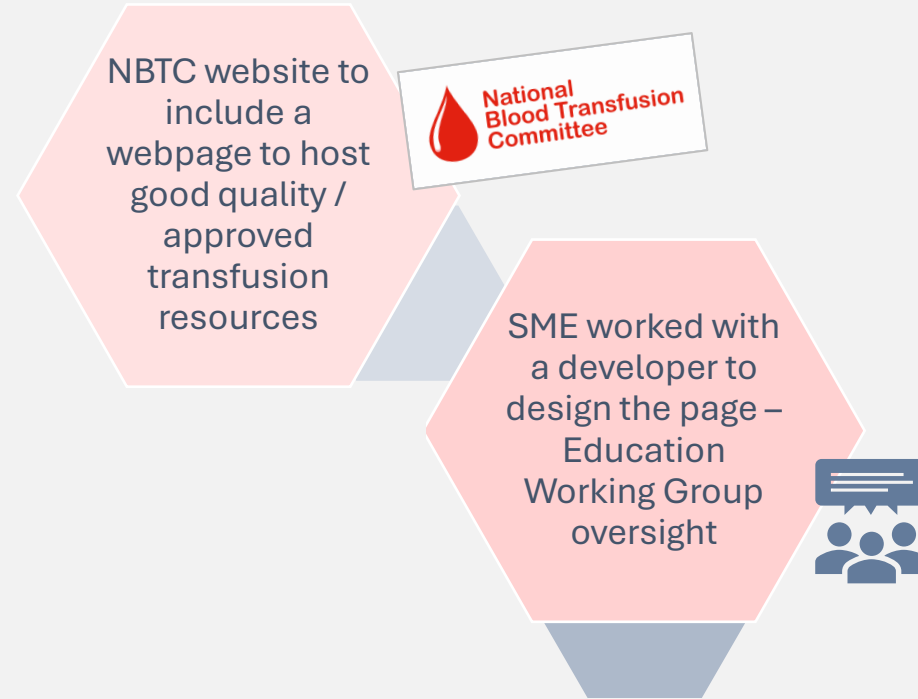 NBTC website to
include a
webpage to host
good quality /
approved
transfusion
resources
National
Blood Transfusion
Committee
SME worked with
a developer to
design the page –
Education
Working Group
oversight